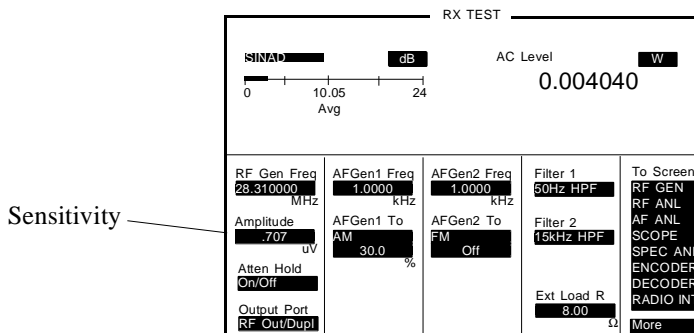 RX TEST
SINAD
dB
AC Level
W
0.004040
0
10.05
24
Avg
RF Gen Freq
28.310000
MHz
Amplitude
.707
uV
Atten Hold
On/Off
Output Port
RF Out/Dupl
AFGen1 Freq
1.0000
kHz
AFGen1 To
AM
30.0
%
AFGen2 Freq
1.0000
kHz
AFGen2 To
FM
Off
Filter 1
50Hz HPF
Filter 2
15kHz HPF
Ext Load R
8.00
Ω
To Screen
RF GEN
RF ANL
AF ANL
SCOPE
SPEC ANL
ENCODER
DECODER
RADIO INT
More
Sensitivity